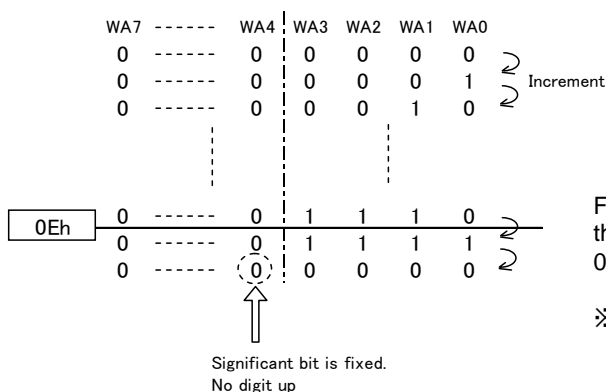 WA7 ------ WA4 WA3 WA2 WA1 WA0
0 ------ 0 0 0 0 0
0 ------ 0 0 0 0 1
Increment
0 ------ 0 0 0 1 0
0Eh
0 ------ 0 1 1 1 0
0 ------ 0 1 1 1 1
0 ------ 0 0 0 0 0
F
th
0
※
Significant bit is fixed.
No digit up